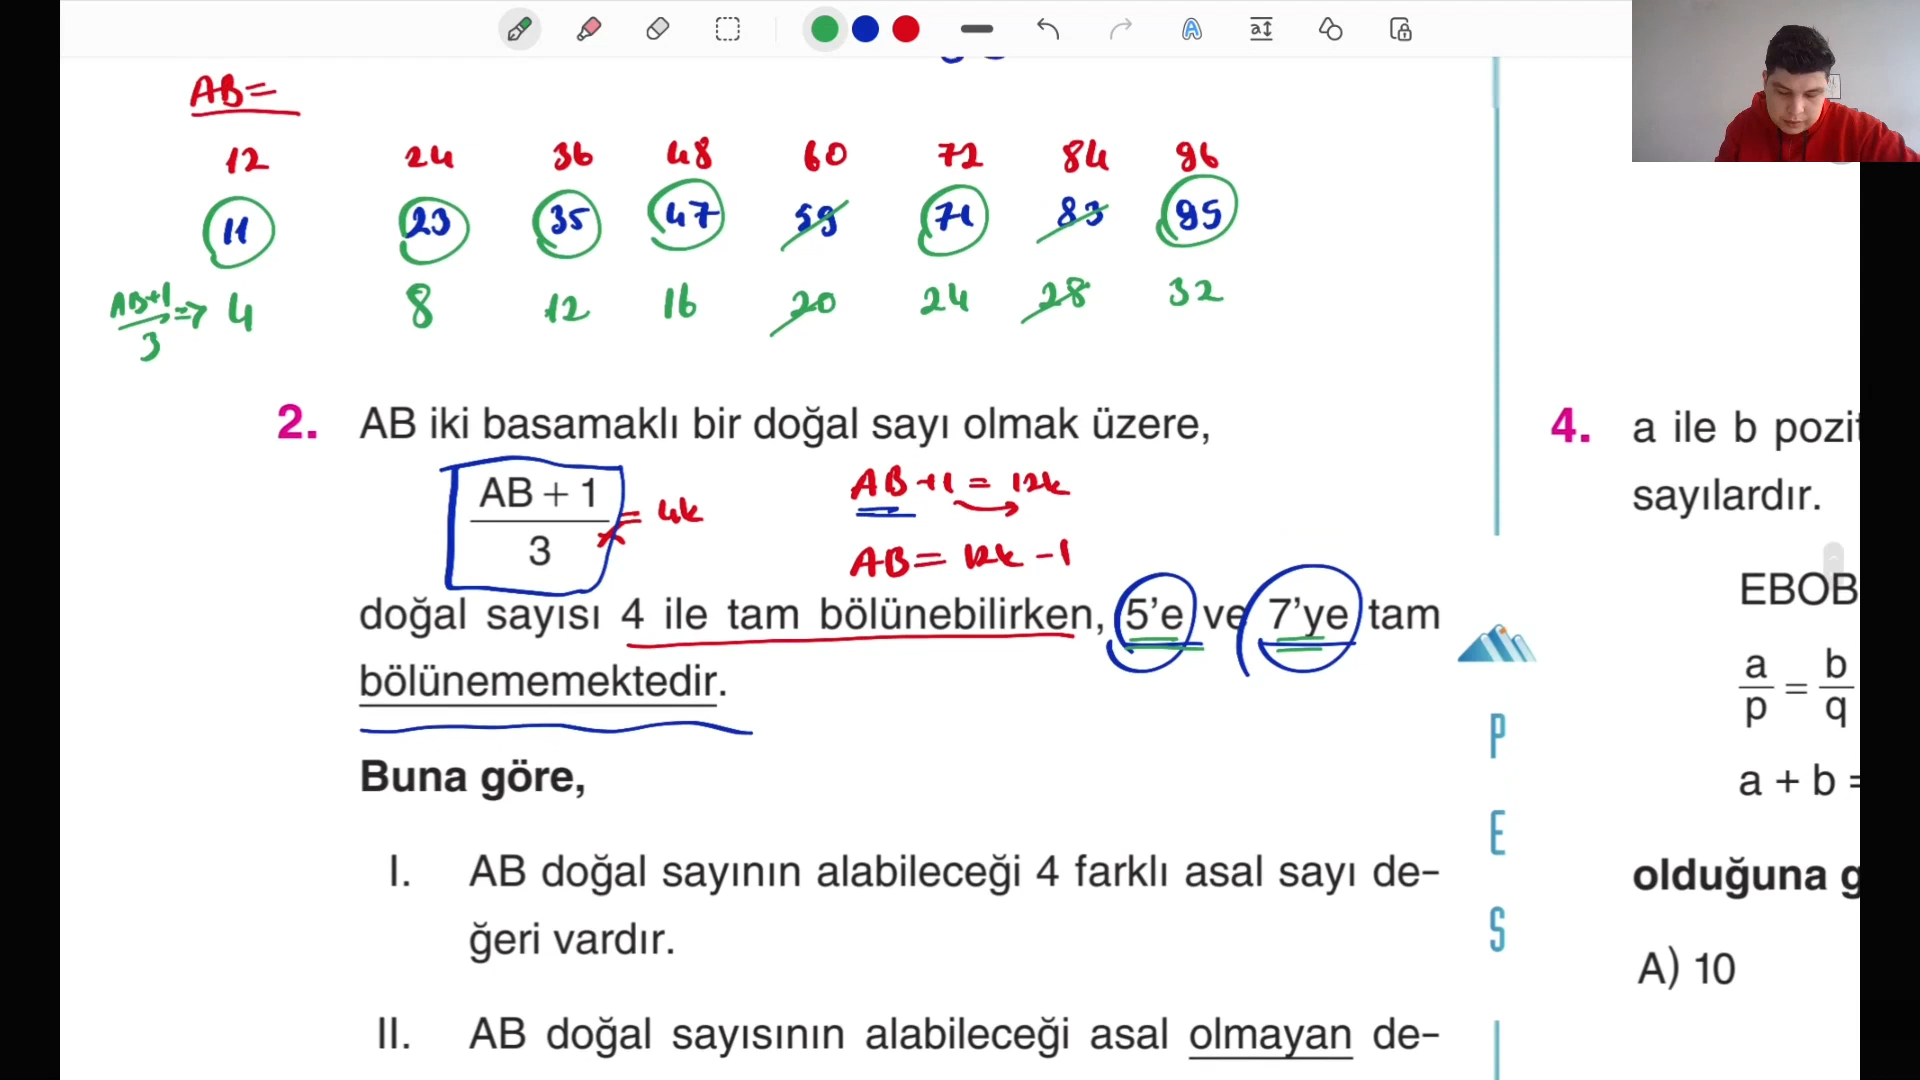 AB=
12 24 36 48 60 72 84 96
11 23 35 47 59 71 83 95
AB+1/3 => 4 8 12 16 20 24 28 32
2. AB iki basamaklı bir doğal sayı olmak üzere,
AB + 1
3
= 4k
AB+1 = 12k
AB = 12k -1
doğal sayısı 4 ile tam bölünebilirken, 5'e ve 7'ye tam
bölünememektedir.
Buna göre,
I. AB doğal sayının alabileceği 4 farklı asal sayı de-
ğeri vardır.
II. AB doğal sayısının alabileceği asal olmayan de-
P
E
S
4. a ile b pozit
sayılardır.
EBOB
a/p = b/q
a + b =
olduğuna g
A) 10